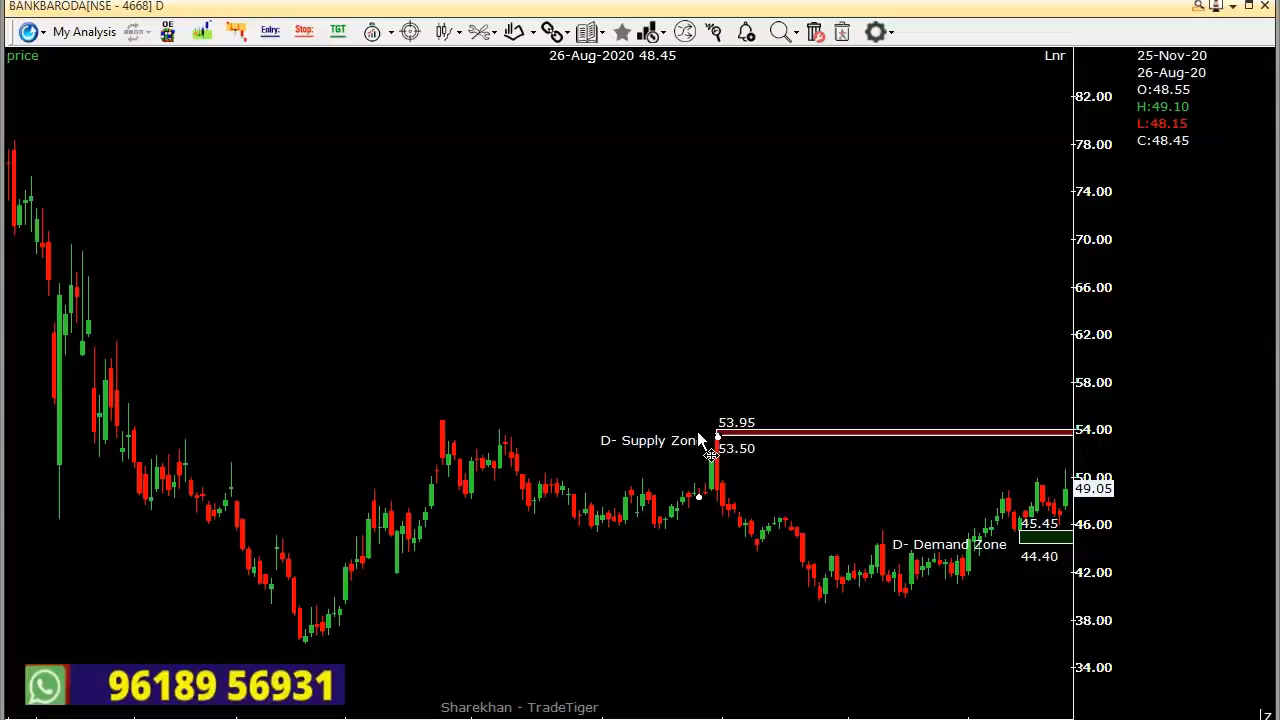 BANKBARODA[NSE - 4668] D
My Analysis OE Entry: Stop: TGT
price 26-Aug-2020 48.45 Lnr
25-Nov-20
26-Aug-20
O:48.55
H:49.10
L:48.15
C:48.45
82.00
78.00
74.00
70.00
66.00
62.00
58.00
54.00
50.00
49.05
46.00
42.00
38.00
34.00
53.95
D- Supply Zon
53.50
45.45
D- Demand Zone
44.40
96189 56931
Sharekhan - TradeTiger
Z